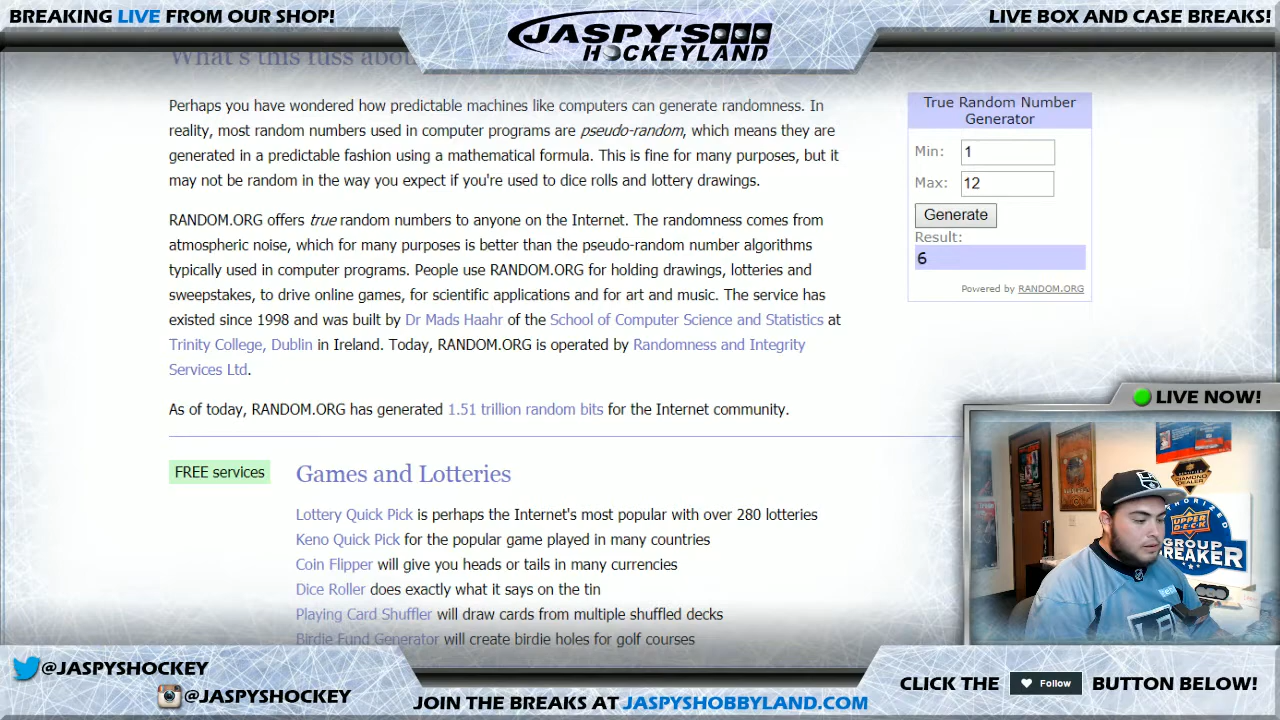 BREAKING LIVE FROM OUR SHOP!
JASPY'S
HOCKEYLAND
LIVE BOX AND CASE BREAKS!
What's this fuss about
Perhaps you have wondered how predictable machines like computers can generate randomness. In
reality, most random numbers used in computer programs are pseudo-random, which means they are
generated in a predictable fashion using a mathematical formula. This is fine for many purposes, but it
may not be random in the way you expect if you're used to dice rolls and lottery drawings.
RANDOM.ORG offers true random numbers to anyone on the Internet. The randomness comes from
atmospheric noise, which for many purposes is better than the pseudo-random number algorithms
typically used in computer programs. People use RANDOM.ORG for holding drawings, lotteries and
sweepstakes, to drive online games, for scientific applications and for art and music. The service has
existed since 1998 and was built by Dr Mads Haahr of the School of Computer Science and Statistics at
Trinity College, Dublin in Ireland. Today, RANDOM.ORG is operated by Randomness and Integrity
Services Ltd.
As of today, RANDOM.ORG has generated 1.51 trillion random bits for the Internet community.
True Random Number
Generator
Min: 1
Max: 12
Generate
Result:
6
Powered by RANDOM.ORG
FREE services
Games and Lotteries
Lottery Quick Pick is perhaps the Internet's most popular with over 280 lotteries
Keno Quick Pick for the popular game played in many countries
Coin Flipper will give you heads or tails in many currencies
Dice Roller does exactly what it says on the tin
Playing Card Shuffler will draw cards from multiple shuffled decks
Birdie Fund Generator will create birdie holes for golf courses
LIVE NOW!
DIAMOND
DEALER
UPPER
DECK
GROUP
BREAKER
@JASPYSHOCKEY
@JASPYSHOCKEY
JOIN THE BREAKS AT JASPYSHOBBYLAND.COM
CLICK THE Follow BUTTON BELOW!